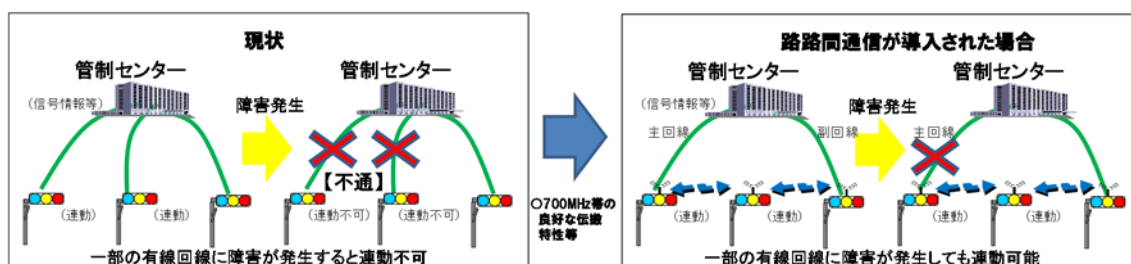 現状
管制センター
管制センター
(信号情報等)
障害発生
【不通】
(連動)
(連動)
(連動不可)
(連動不可)
一部の有線回線に障害が発生すると連動不可
○700MHz帯の
良好な伝搬
特性等
路路間通信が導入された場合
管制センター
管制センター
(信号情報等)
障害発生
主回線
副回線
主回線
(連動)
(連動)
(連動)
(連動)
一部の有線回線に障害が発生しても連動可能